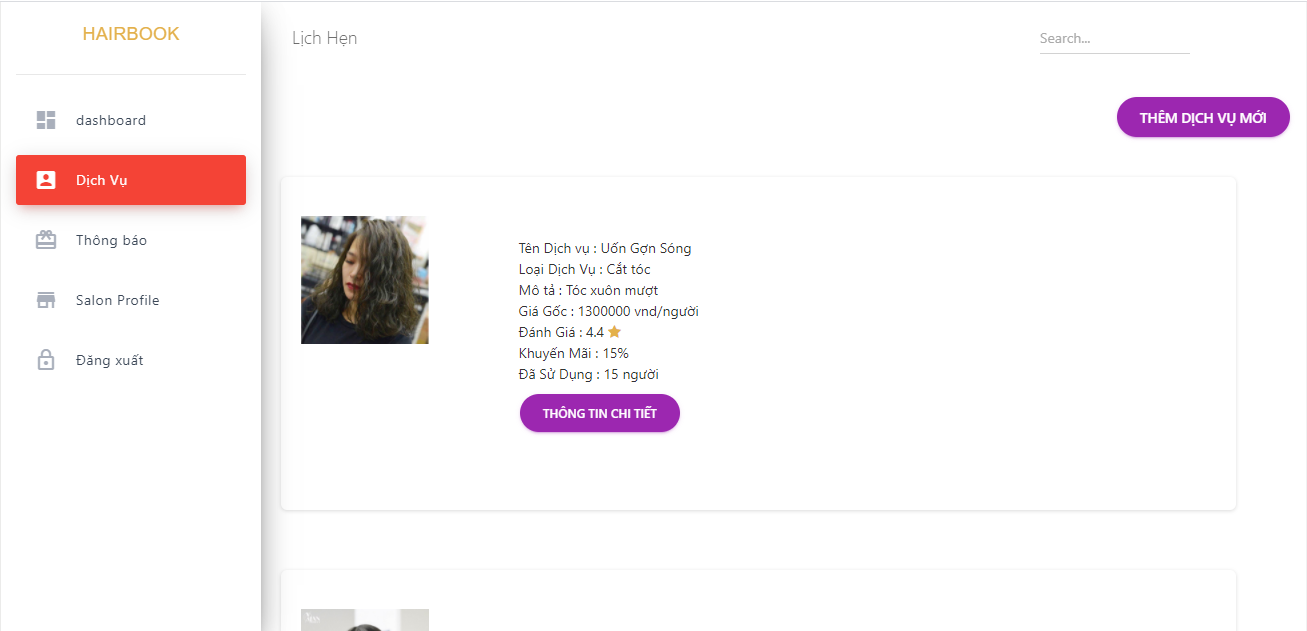 HAIRBOOK
dashboard
Dịch Vụ
Thông báo
Salon Profile
Đăng xuất
Lịch Hẹn
Search...
THÊM DỊCH VỤ MỚI
Tên Dịch vụ : Uốn Gợn Sóng
Loại Dịch Vụ : Cắt tóc
Mô tả : Tóc xuôn mượt
Giá Gốc : 1300000 vnd/người
Đánh Giá : 4.4
Khuyến Mãi : 15%
Đã Sử Dụng : 15 người
THÔNG TIN CHI TIẾT